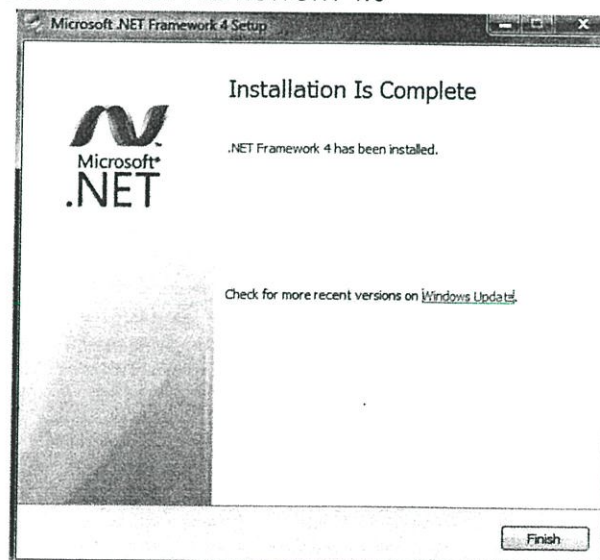 Microsoft .NET Framework 4 Setup
Installation Is Complete
.NET Framework 4 has been installed.
Microsoft®
.NET
Check for more recent versions on Windows Update.
Finish